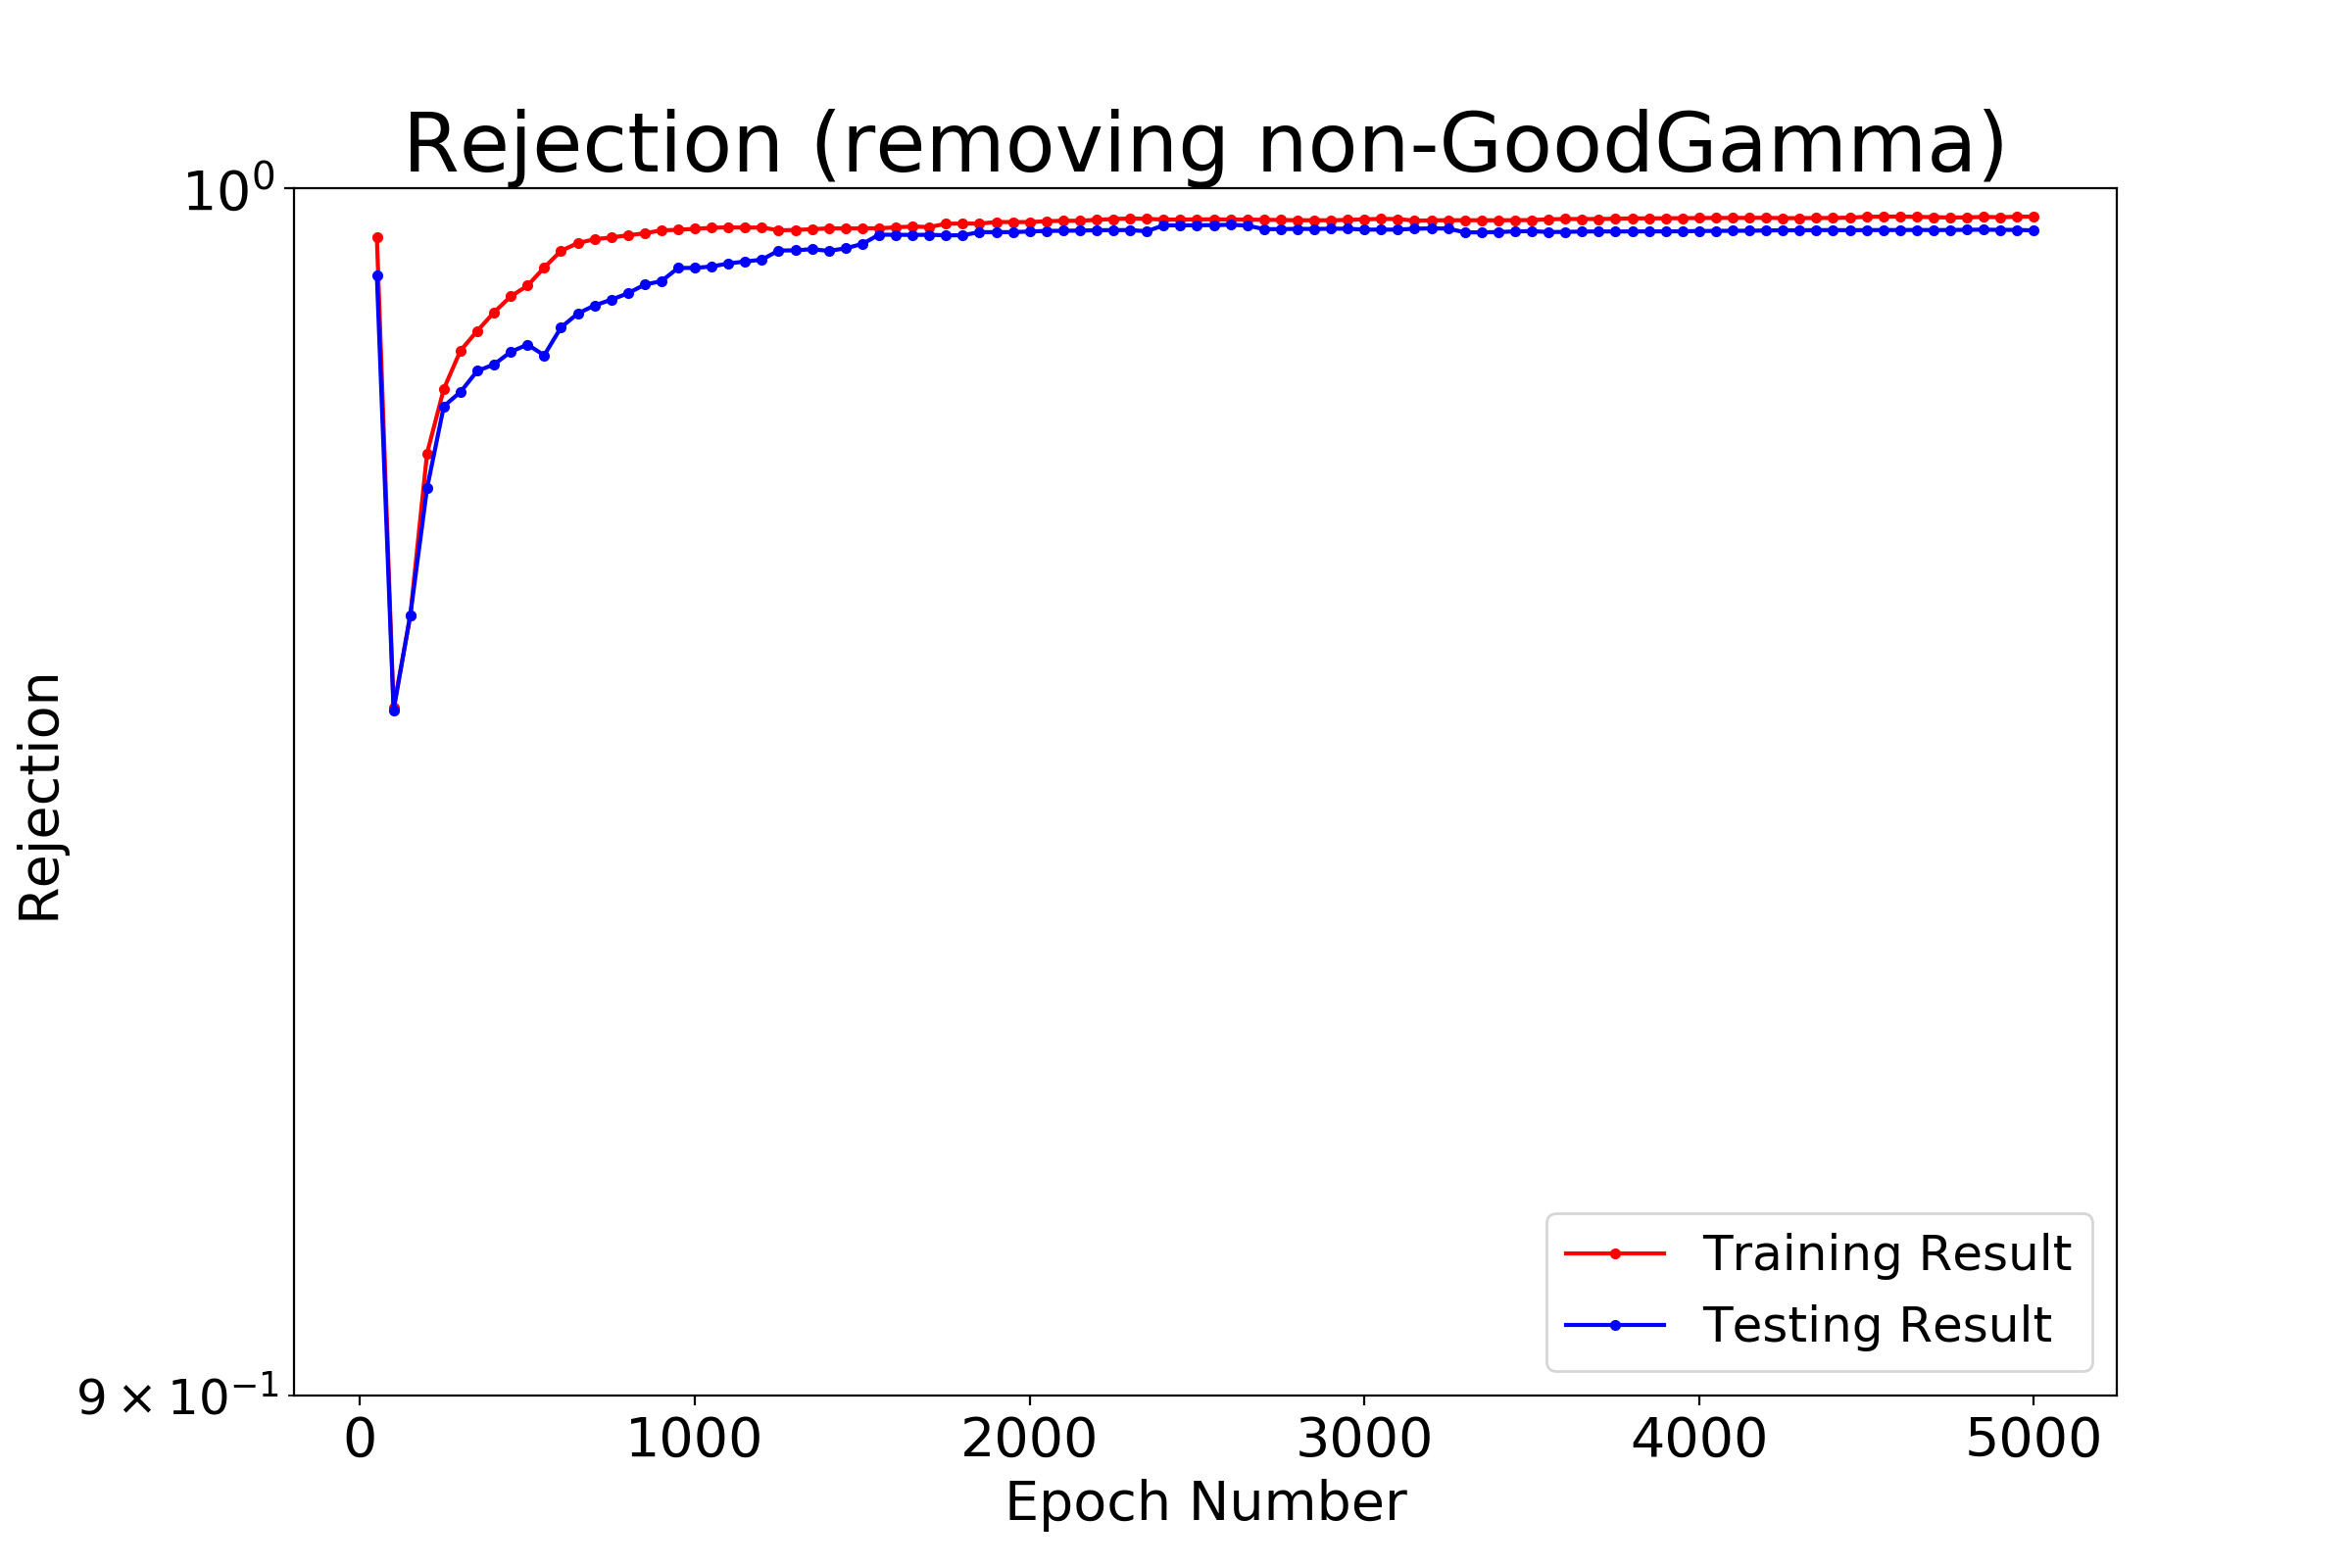 Rejection (removing non-GoodGamma)
10⁰
Rejection
9 × 10⁻¹
Training Result
Testing Result
0 1000 2000 3000 4000 5000
Epoch Number